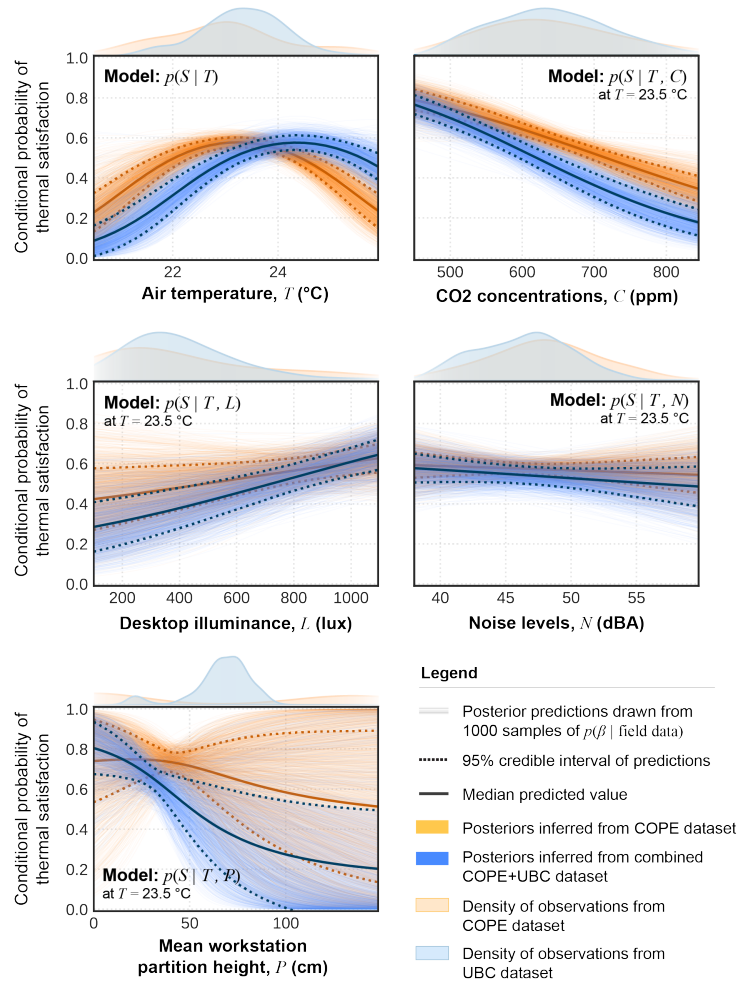 Conditional probability of
thermal satisfaction
1.0
0.8
0.6
0.4
0.2
0.0
Model: p(S | T)
22
24
Air temperature, T (°C)
Model: p(S | T , C)
at T = 23.5 °C
500
600
700
800
CO2 concentrations, C (ppm)
Conditional probability of
thermal satisfaction
1.0
0.8
0.6
0.4
0.2
0.0
Model: p(S | T , L)
at T = 23.5 °C
200
400
600
800
1000
Desktop illuminance, L (lux)
Model: p(S | T , N)
at T = 23.5 °C
40
45
50
55
Noise levels, N (dBA)
Conditional probability of
thermal satisfaction
1.0
0.8
0.6
0.4
0.2
0.0
Model: p(S | T , P)
at T = 23.5 °C
0
50
100
Mean workstation
partition height, P (cm)
Legend
Posterior predictions drawn from
1000 samples of p(β | field data)
95% credible interval of predictions
Median predicted value
Posteriors inferred from COPE dataset
Posteriors inferred from combined
COPE+UBC dataset
Density of observations from
COPE dataset
Density of observations from
UBC dataset